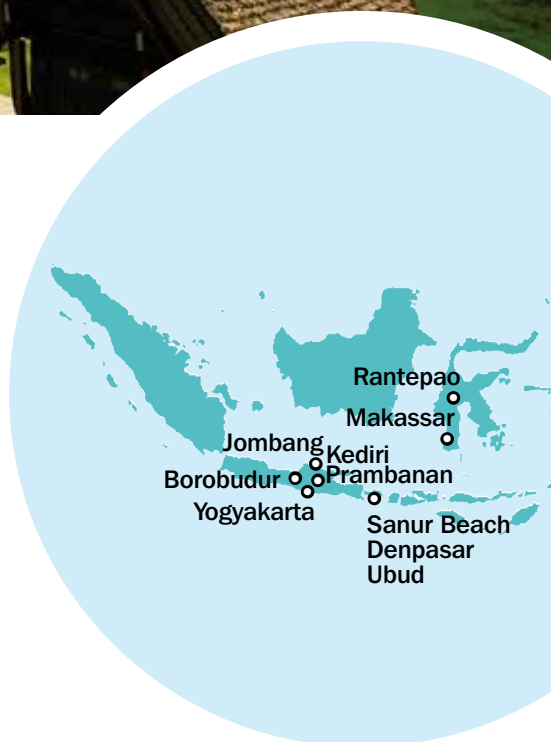 Rantepao
Makassar
Jombang
Kediri
Borobudur
Prambanan
Yogyakarta
Sanur Beach
Denpasar
Ubud